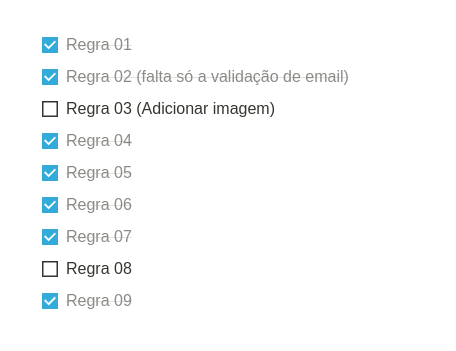 Regra 01
Regra 02 (falta só a validação de email)
Regra 03 (Adicionar imagem)
Regra 04
Regra 05
Regra 06
Regra 07
Regra 08
Regra 09